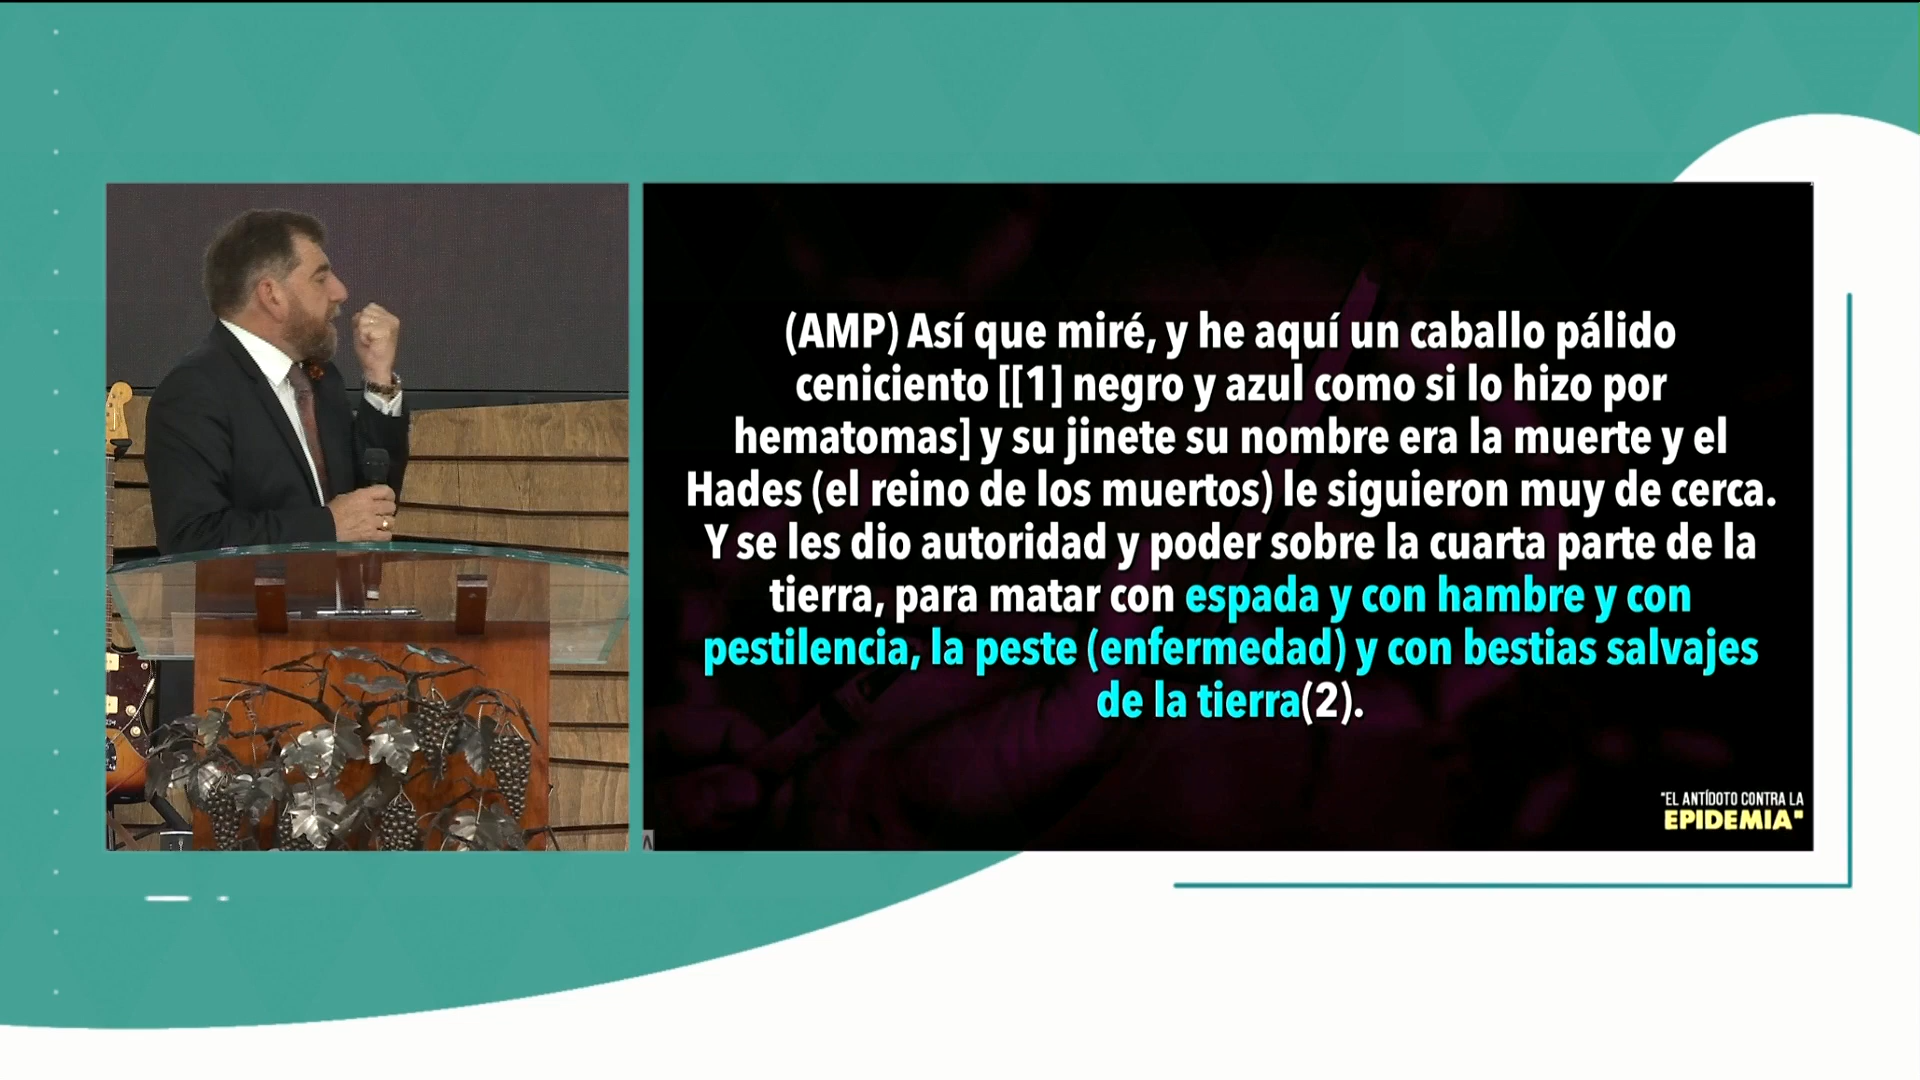 (AMP) Así que miré, y he aquí un caballo pálido
ceniciento [[1] negro y azul como si lo hizo por
hematomas] y su jinete su nombre era la muerte y el
Hades (el reino de los muertos) le siguieron muy de cerca.
Y se les dio autoridad y poder sobre la cuarta parte de la
tierra, para matar con espada y con hambre y con
pestilencia, la peste (enfermedad) y con bestias salvajes
de la tierra(2).
"EL ANTÍDOTO CONTRA LA
EPIDEMIA"